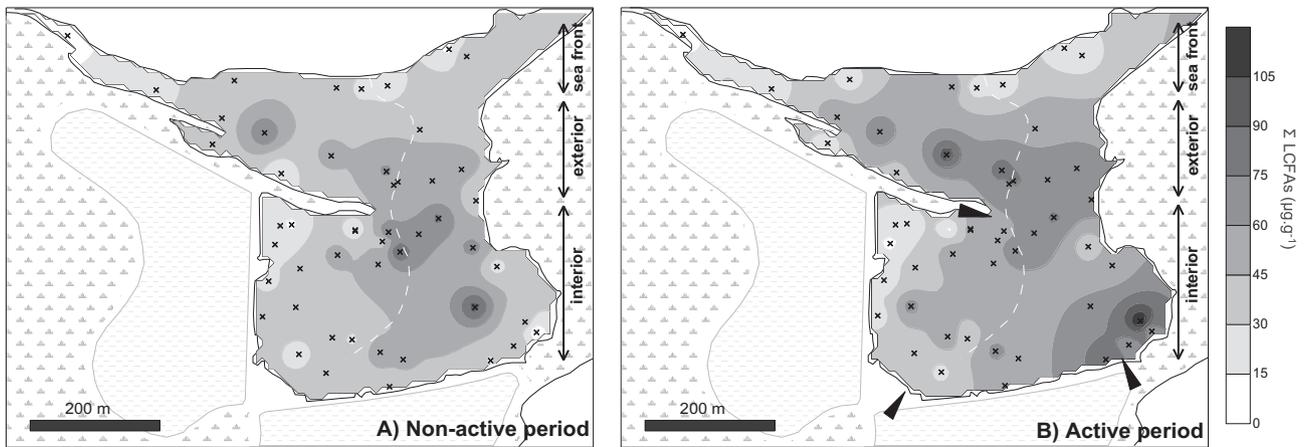 sea front
exterior
interior
200 m
A) Non-active period
sea front
exterior
interior
200 m
B) Active period
105
90
75
60
45
30
15
0
Σ LCFAs (µg.g⁻¹)